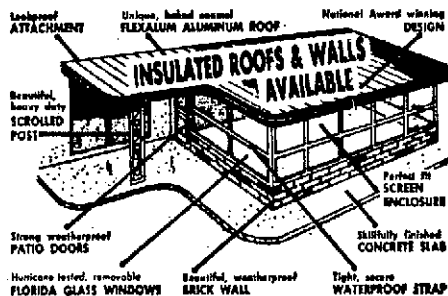 Leakproof
ATTACHMENT
Unique, baked enamel
FLEXALUM ALUMINUM ROOF
National Award winning
DESIGN
INSULATED ROOFS & WALLS
AVAILABLE
Beautiful,
heavy duty
SCROLLED
POST
Perfect fit
SCREEN
ENCLOSURE
Strong weatherproof
PATIO DOORS
Skillfully finished
CONCRETE SLAB
Hurricane tested, removable
FLORIDA GLASS WINDOWS
Beautiful, weatherproof
BRICK WALL
Tight, secure
WATERPROOF STRAP